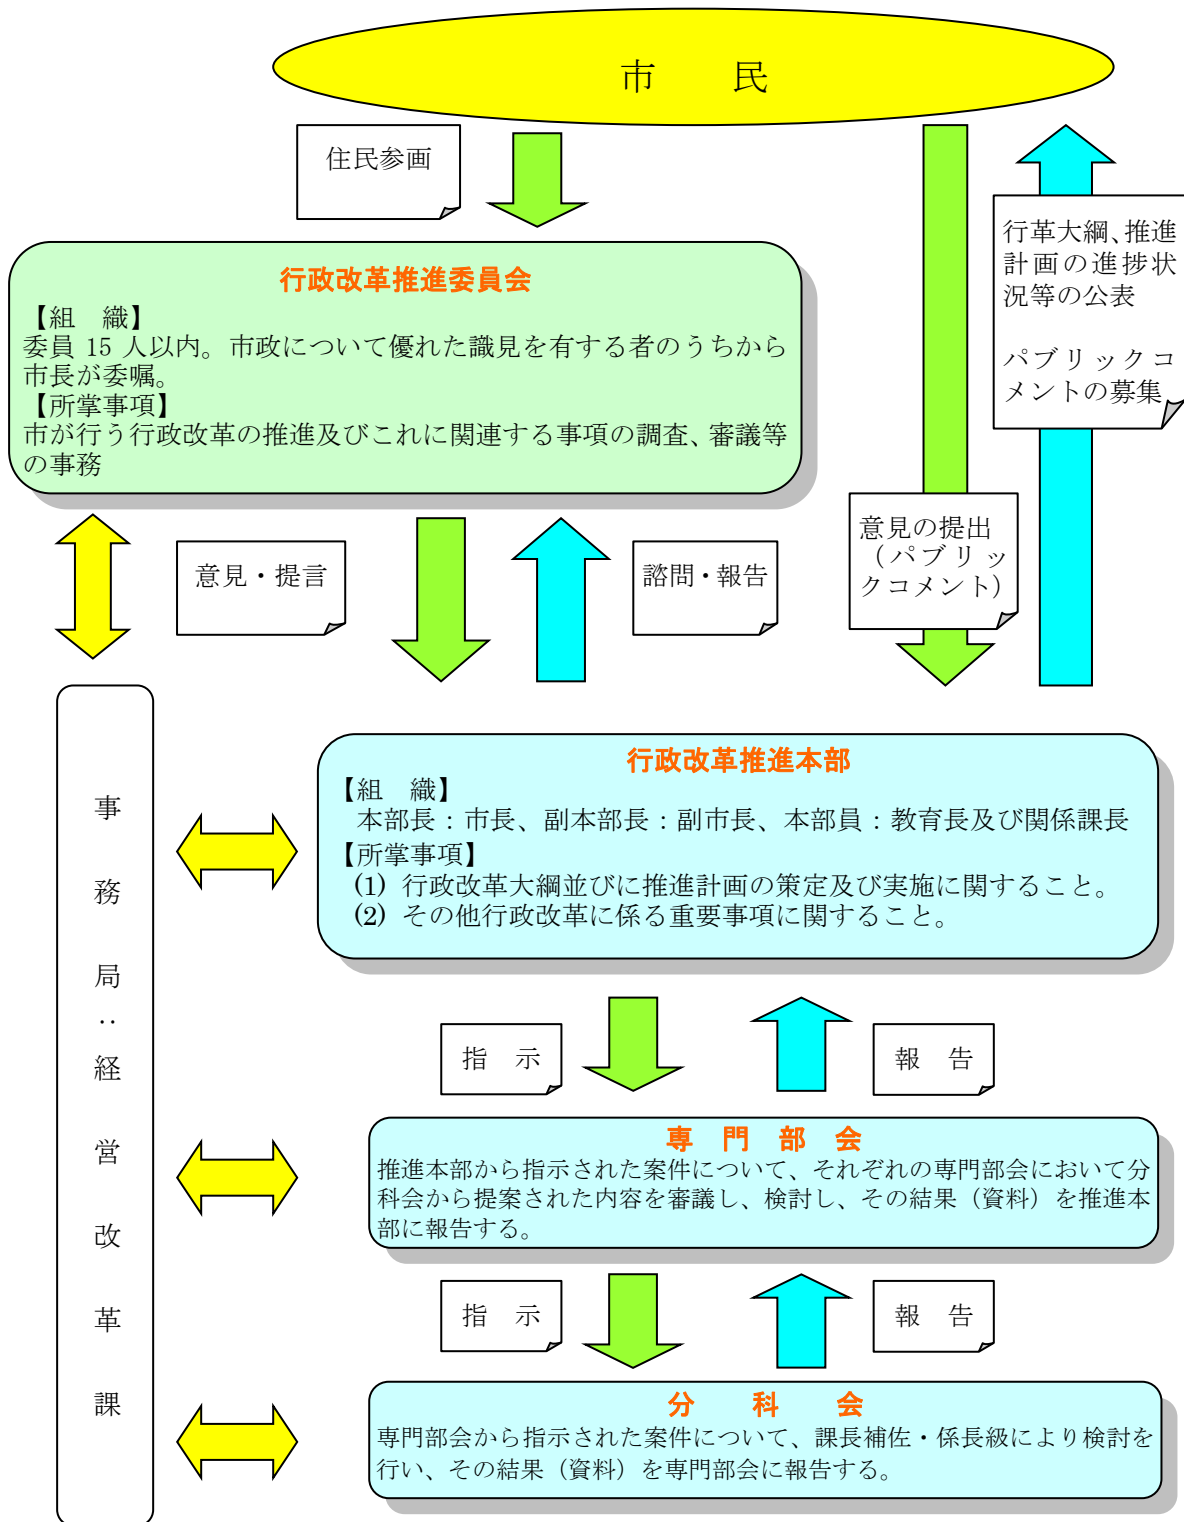 市　　民
住民参画
行革大綱、推進
計画の進捗状
況等の公表
パブリックコ
メントの募集
行政改革推進委員会
【組　織】
委員 15 人以内。市政について優れた識見を有する者のうちから
市長が委嘱。
【所掌事項】
市が行う行政改革の推進及びこれに関連する事項の調査、審議等
の事務
意見・提言
諮問・報告
意見の提出
（パブリッ
クコメント）
事務局：経営改革課
行政改革推進本部
【組　織】
本部長：市長、副本部長：副市長、本部員：教育長及び関係課長
【所掌事項】
(1) 行政改革大綱並びに推進計画の策定及び実施に関すること。
(2) その他行政改革に係る重要事項に関すること。
指　示
報　告
専　門　部　会
推進本部から指示された案件について、それぞれの専門部会において分
科会から提案された内容を審議し、検討し、その結果（資料）を推進本
部に報告する。
指　示
報　告
分　科　会
専門部会から指示された案件について、課長補佐・係長級により検討を
行い、その結果（資料）を専門部会に報告する。